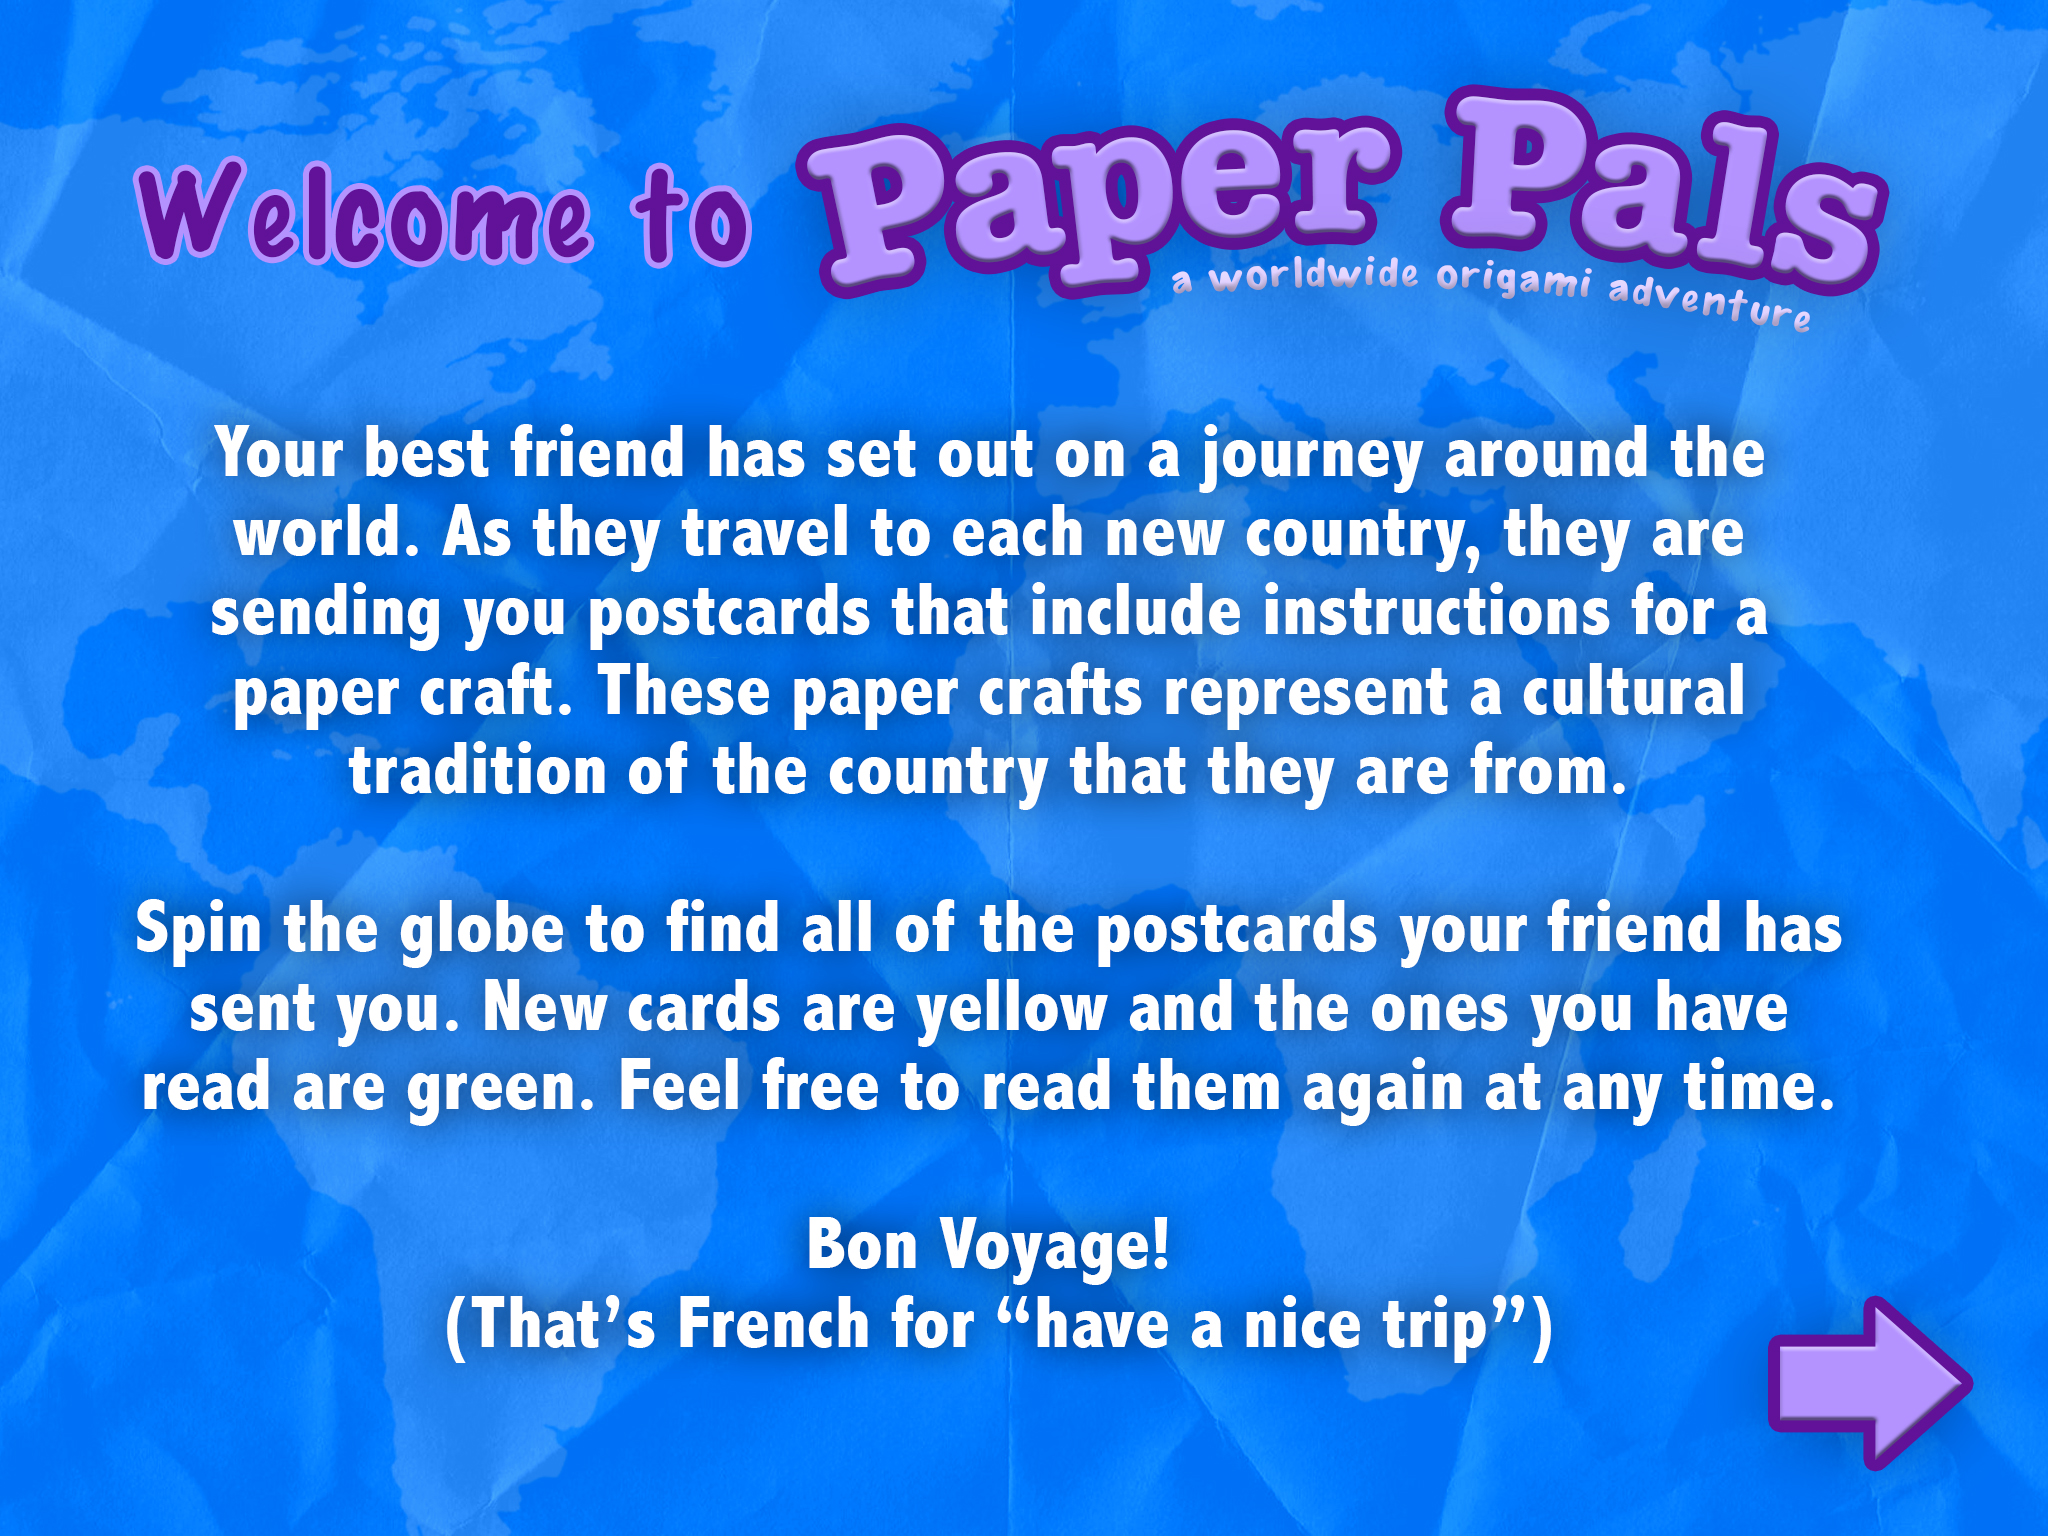 Welcome to Paper Pals
a worldwide origami adventure
Your best friend has set out on a journey around the
world. As they travel to each new country, they are
sending you postcards that include instructions for a
paper craft. These paper crafts represent a cultural
tradition of the country that they are from.
Spin the globe to find all of the postcards your friend has
sent you. New cards are yellow and the ones you have
read are green. Feel free to read them again at any time.
Bon Voyage!
(That’s French for “have a nice trip”)